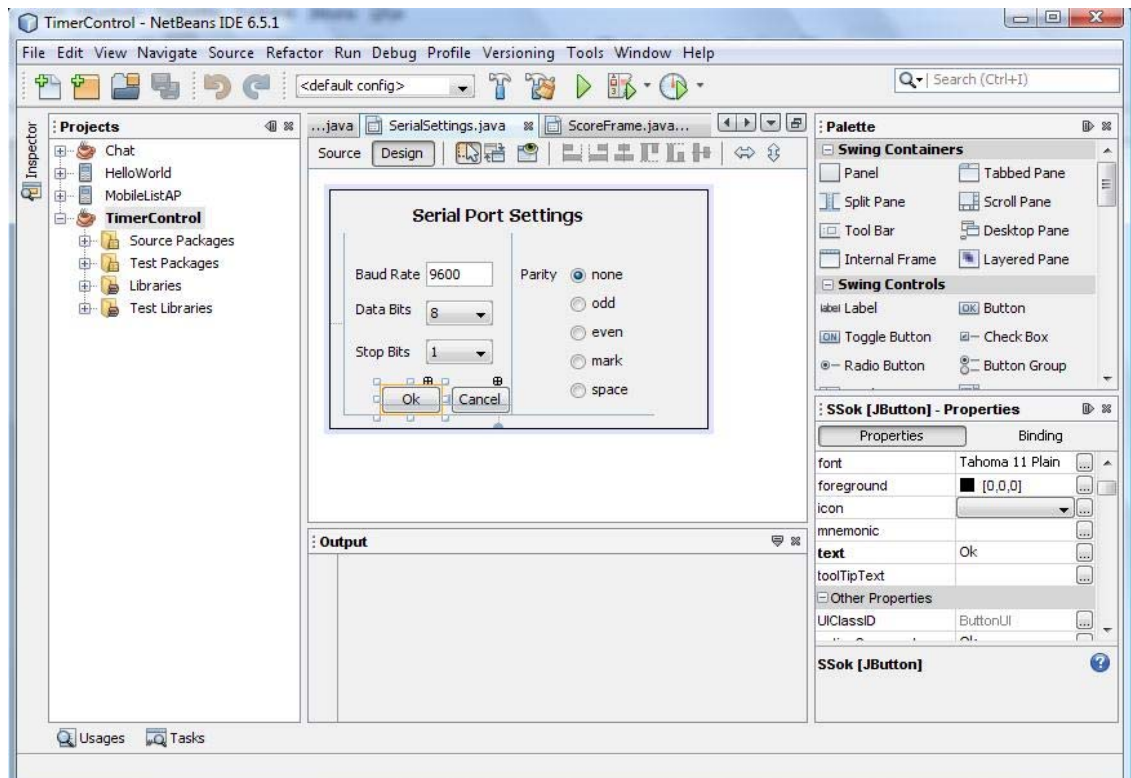 TimerControl - NetBeans IDE 6.5.1
File Edit View Navigate Source Refactor Run Debug Profile Versioning Tools Window Help
<default config>
Search (Ctrl+I)
Inspector
Projects
Chat
HelloWorld
MobileListAP
TimerControl
Source Packages
Test Packages
Libraries
Test Libraries
...java SerialSettings.java ScoreFrame.java...
Source Design
Serial Port Settings
Baud Rate 9600
Data Bits 8
Stop Bits 1
Ok Cancel
Parity none
odd
even
mark
space
Output
Palette
Swing Containers
Panel Tabbed Pane
Split Pane Scroll Pane
Tool Bar Desktop Pane
Internal Frame Layered Pane
Swing Controls
label Label OK Button
ON Toggle Button Check Box
Radio Button Button Group
SSok [JButton] - Properties
Properties Binding
font Tahoma 11 Plain ...
foreground [0,0,0] ...
icon ...
mnemonic ...
text Ok ...
toolTipText ...
Other Properties
UIClassID ButtonUI ...
SSok [JButton]
Usages Tasks